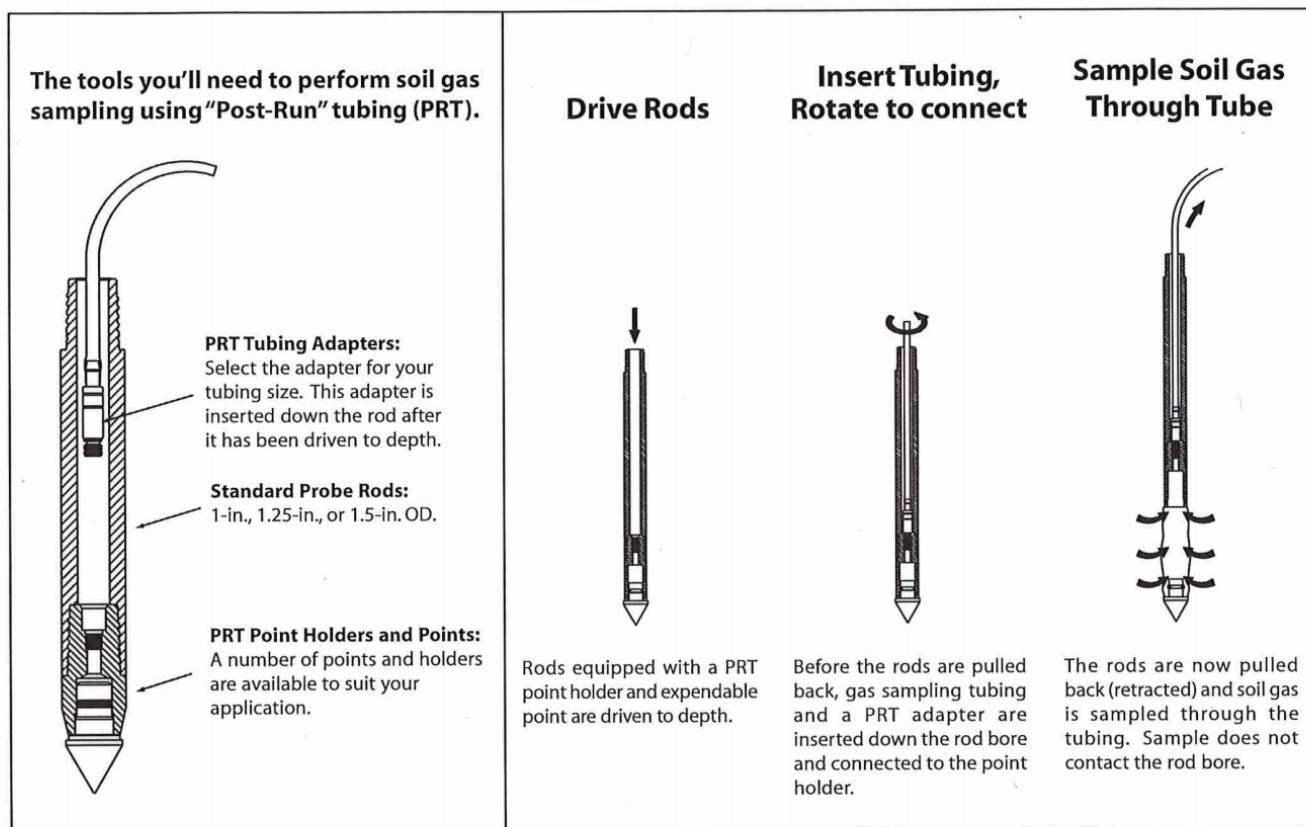 The tools you'll need to perform soil gas
sampling using “Post-Run” tubing (PRT).
PRT Tubing Adapters:
Select the adapter for your
tubing size. This adapter is
inserted down the rod after
it has been driven to depth.
Standard Probe Rods:
1-in., 1.25-in., or 1.5-in. OD.
PRT Point Holders and Points:
A number of points and holders
are available to suit your
application.
Drive Rods
Rods equipped with a PRT
point holder and expendable
point are driven to depth.
Insert Tubing,
Rotate to connect
Before the rods are pulled
back, gas sampling tubing
and a PRT adapter are
inserted down the rod bore
and connected to the point
holder.
Sample Soil Gas
Through Tube
The rods are now pulled
back (retracted) and soil gas
is sampled through the
tubing. Sample does not
contact the rod bore.